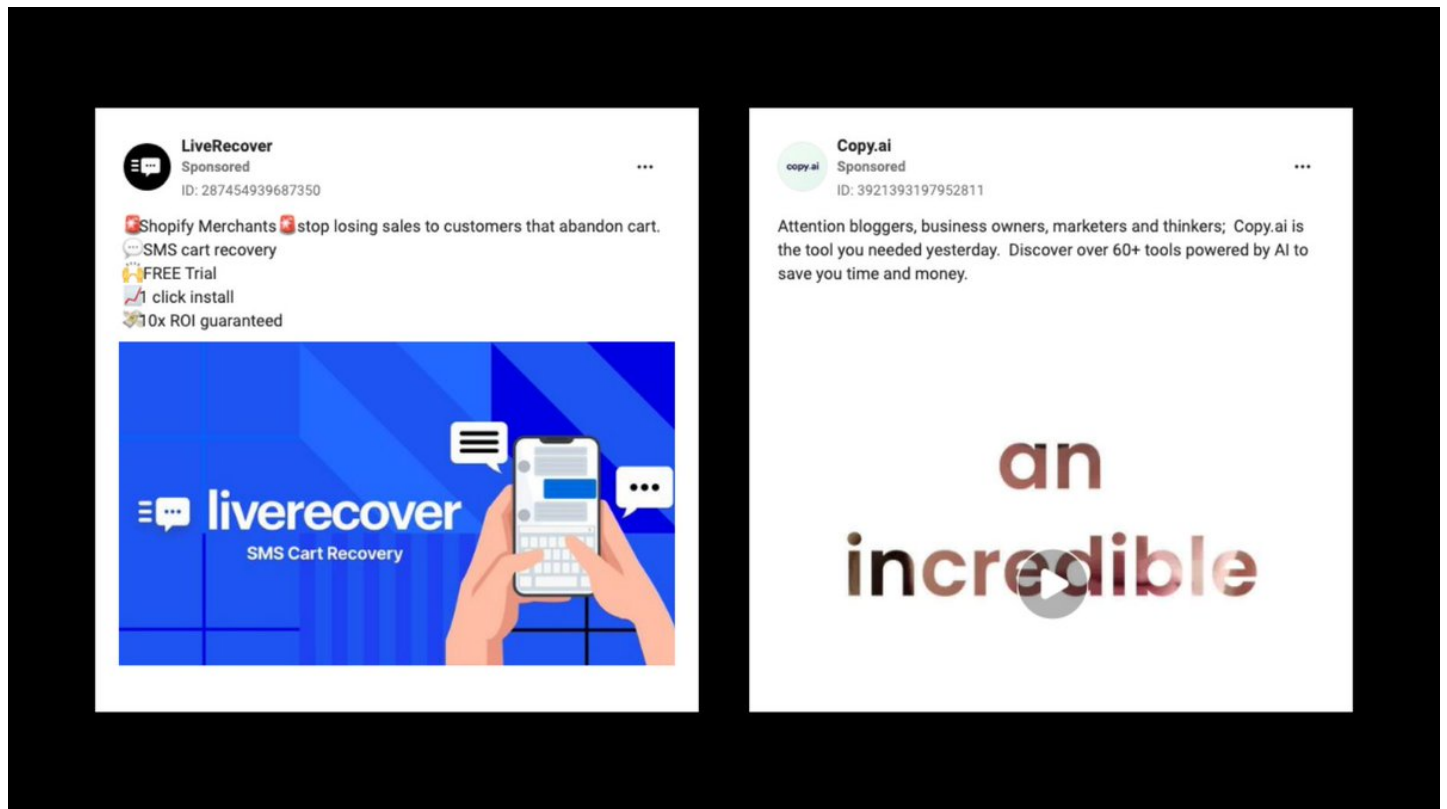 LiveRecover
Sponsored
ID: 287454939687350
🚨Shopify Merchants🚨stop losing sales to customers that abandon cart.
💬SMS cart recovery
🙌FREE Trial
📈1 click install
💸10x ROI guaranteed
liverecover
SMS Cart Recovery
copy.ai
Copy.ai
Sponsored
ID: 3921393197952811
Attention bloggers, business owners, marketers and thinkers;  Copy.ai is
the tool you needed yesterday.  Discover over 60+ tools powered by AI to
save you time and money.
an
incredible